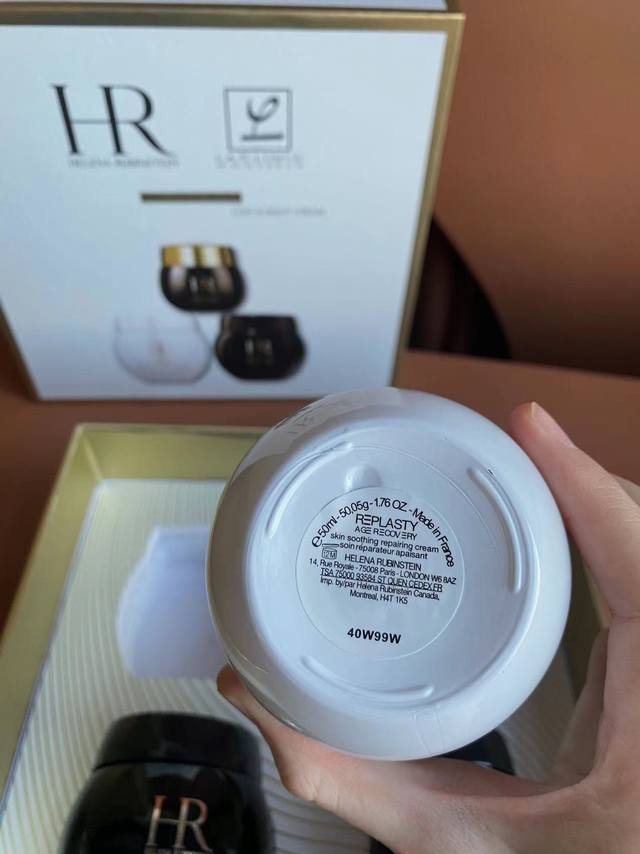 HR
HELENA RUBINSTEIN
℮ 50ml - 50.05g - 1.76 OZ - Made in France
REPLASTY
AGE RECOVERY
skin soothing repairing cream
soin réparateur apaisant
12M
HELENA RUBINSTEIN
14, Rue Royale - 75008 Paris - LONDON W6 8AZ
TSA 75000 93584 ST QUEN CEDEX FR
Imp. by/par Helena Rubinstein Canada,
Montreal, H4T 1K5
40W99W
HR